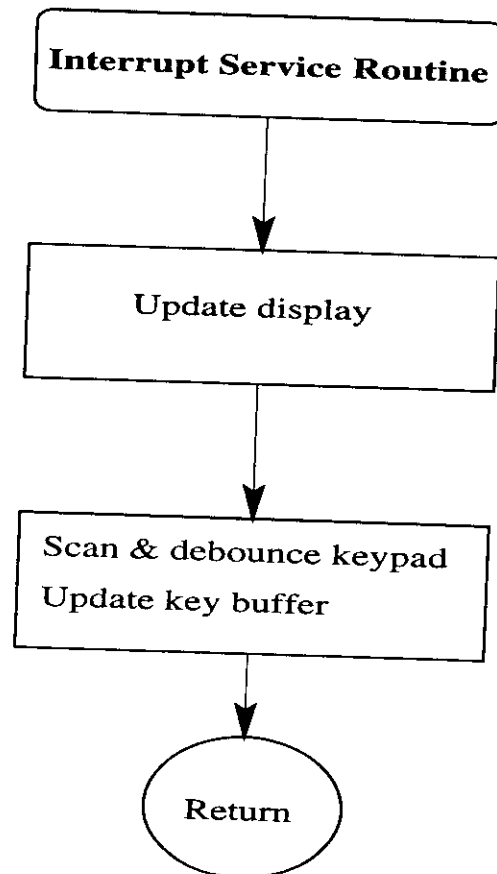 Interrupt Service Routine
Update display
Scan & debounce keypad
Update key buffer
Return